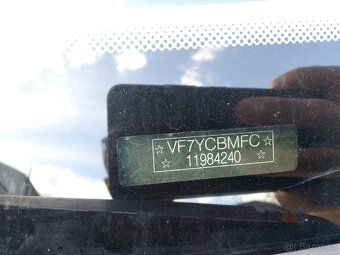 ☆ VF7YCBMFC ☆
☆ 11984240 ☆